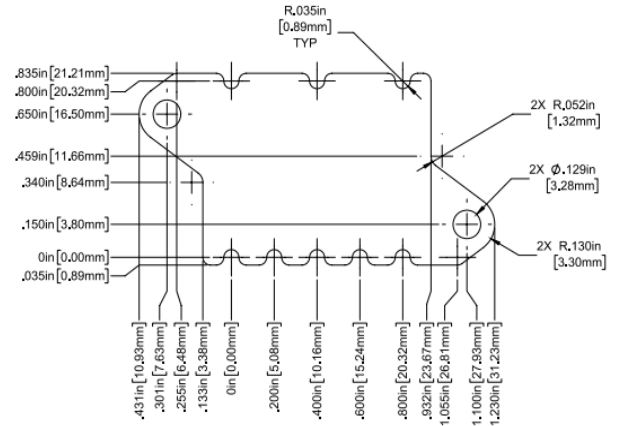 R.035in
[0.89mm]
TYP
.835in [21.21mm]
.800in [20.32mm]
.650in [16.50mm]
.459in [11.66mm]
.340in [8.64mm]
.150in [3.80mm]
0in [0.00mm]
.035in [0.89mm]
2X R.052in
[1.32mm]
2X Ø.129in
[3.28mm]
2X R.130in
[3.30mm]
.431in [10.93mm]
.301in [7.63mm]
.255in [6.48mm]
.133in [3.38mm]
0in [0.00mm]
.200in [5.08mm]
.400in [10.16mm]
.600in [15.24mm]
.800in [20.32mm]
.932in [23.67mm]
1.055in [26.81mm]
1.100in [27.93mm]
1.230in [31.23mm]